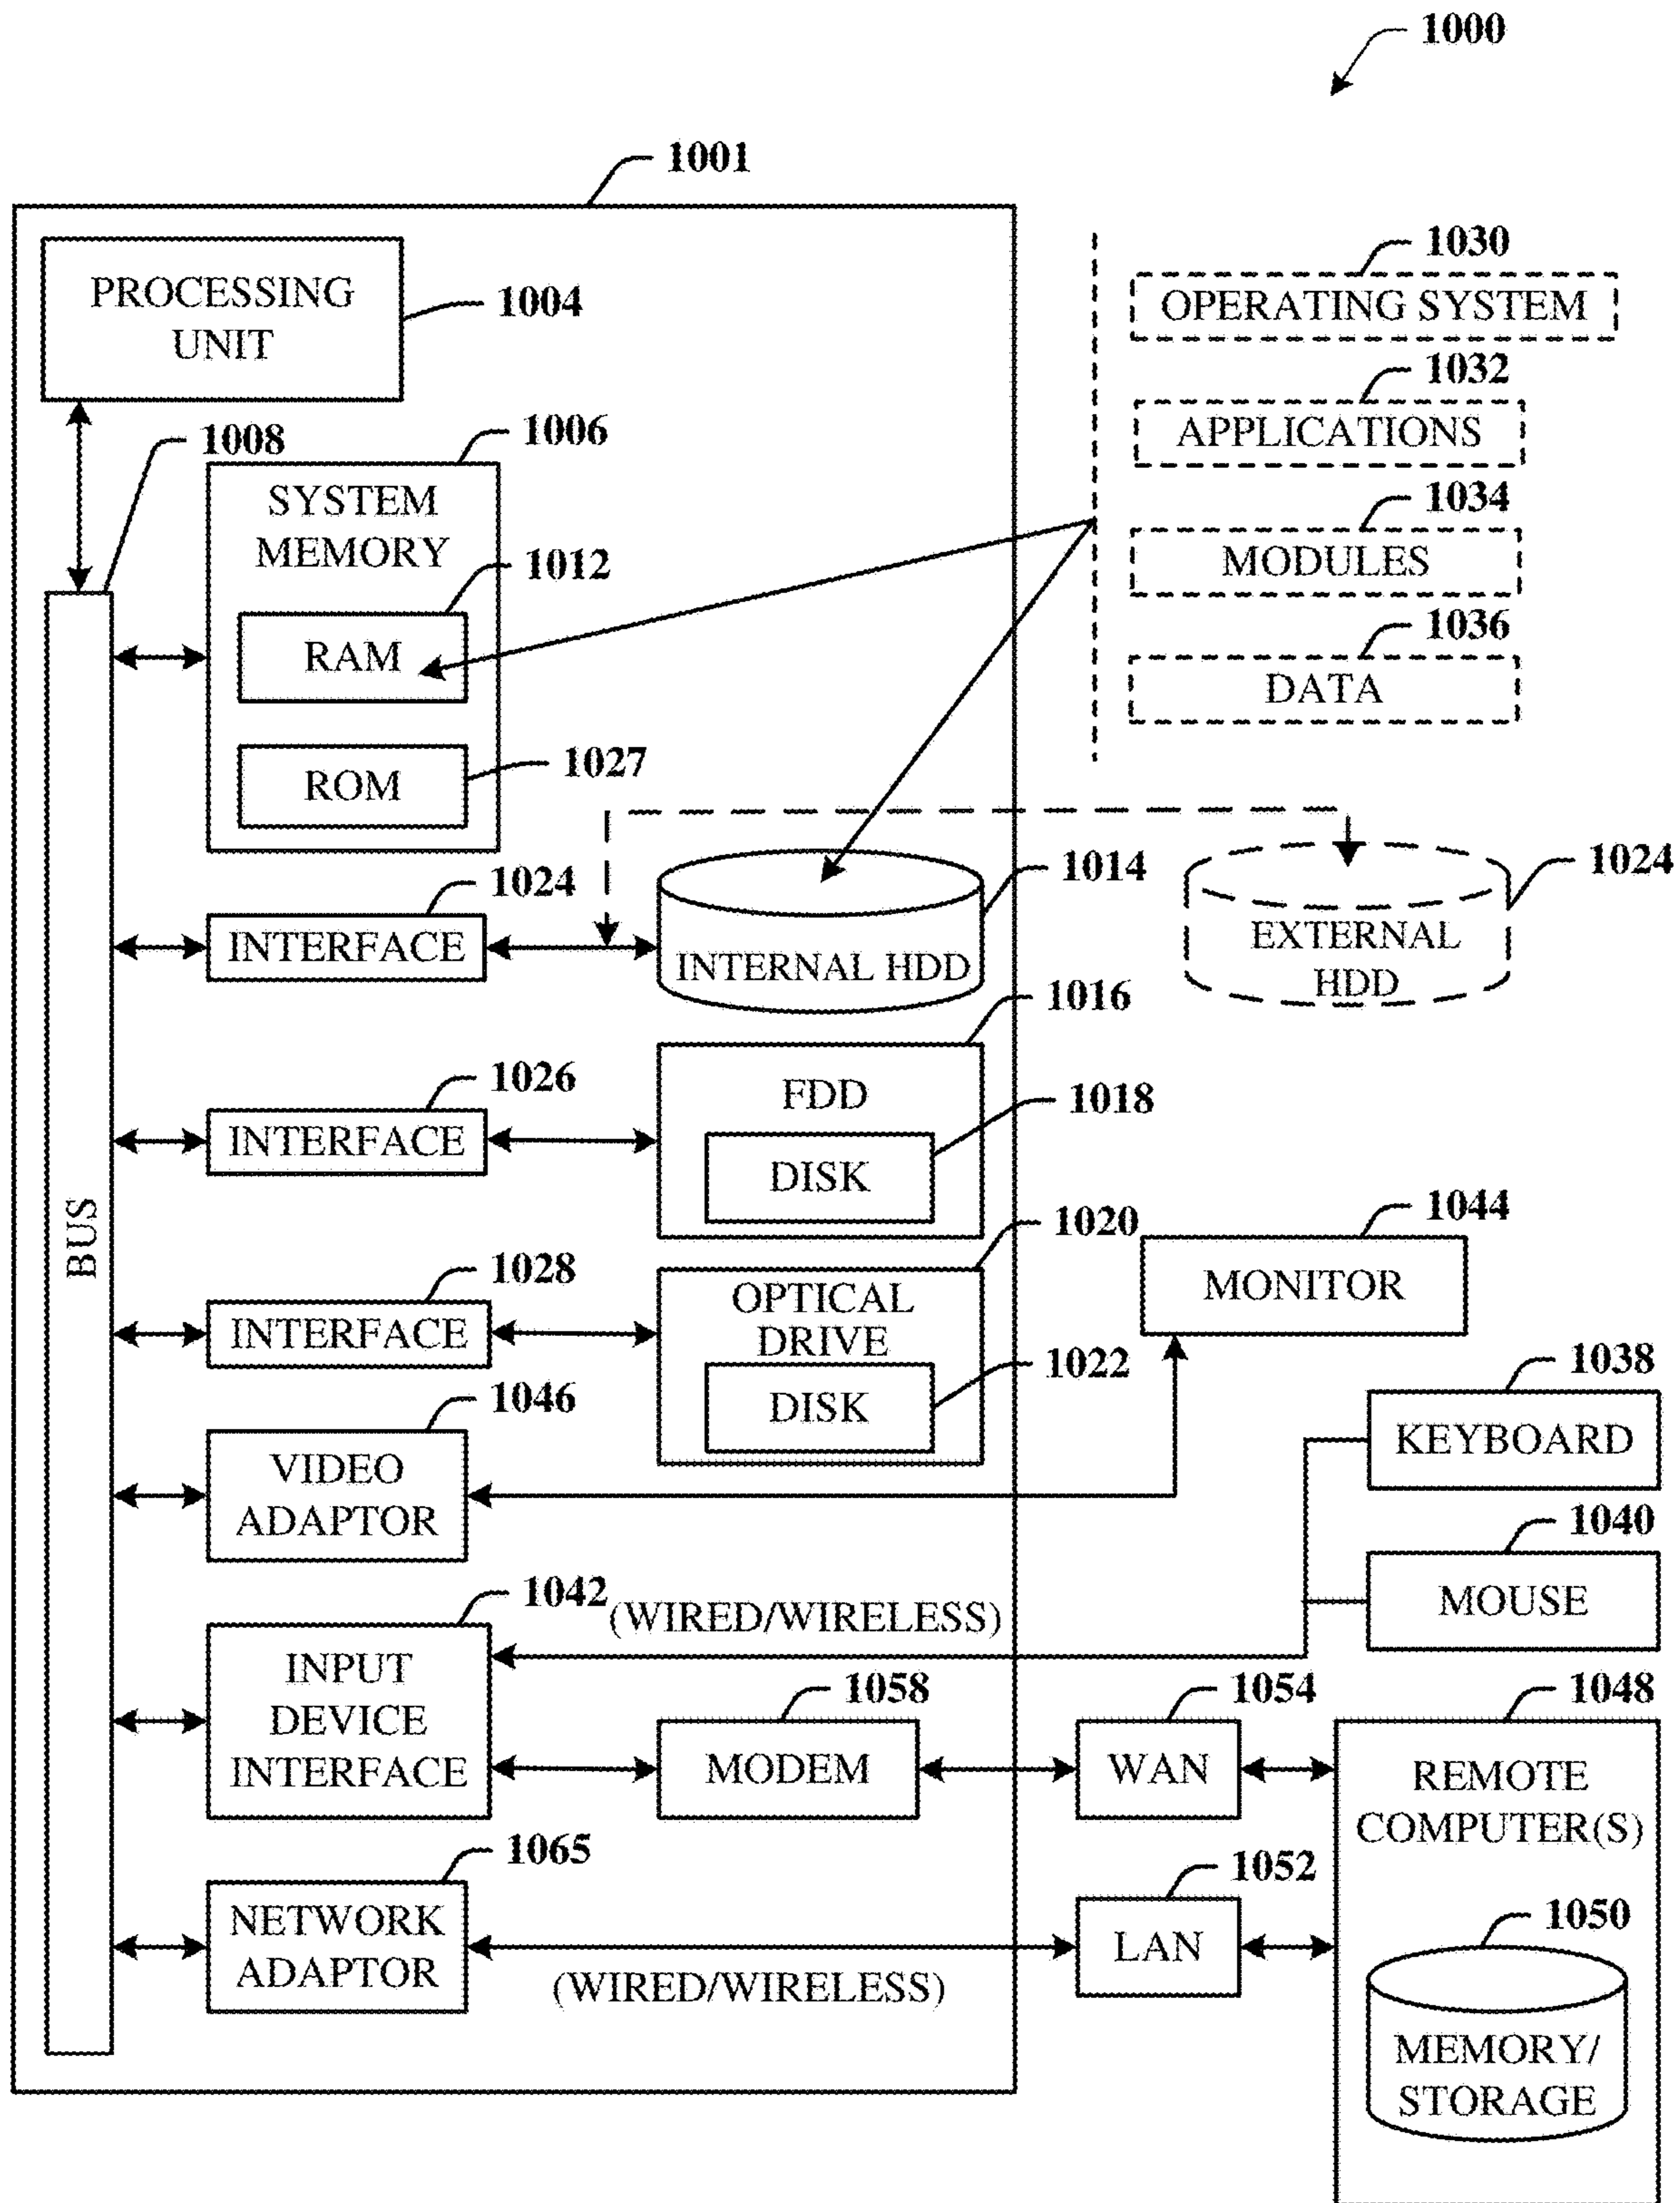 1000
1001
PROCESSING
UNIT
1004
1008
1006
SYSTEM
MEMORY
1012
RAM
ROM
1027
1030
OPERATING SYSTEM
1032
APPLICATIONS
1034
MODULES
1036
DATA
BUS
1024
INTERFACE
1014
INTERNAL HDD
1024
EXTERNAL
HDD
1026
INTERFACE
1016
FDD
1018
DISK
1028
INTERFACE
1020
OPTICAL
DRIVE
1022
DISK
1044
MONITOR
1046
VIDEO
ADAPTOR
1038
KEYBOARD
1040
MOUSE
1042
(WIRED/WIRELESS)
INPUT
DEVICE
INTERFACE
1058
MODEM
1054
WAN
1048
REMOTE
COMPUTER(S)
1065
NETWORK
ADAPTOR
(WIRED/WIRELESS)
1052
LAN
1050
MEMORY/
STORAGE